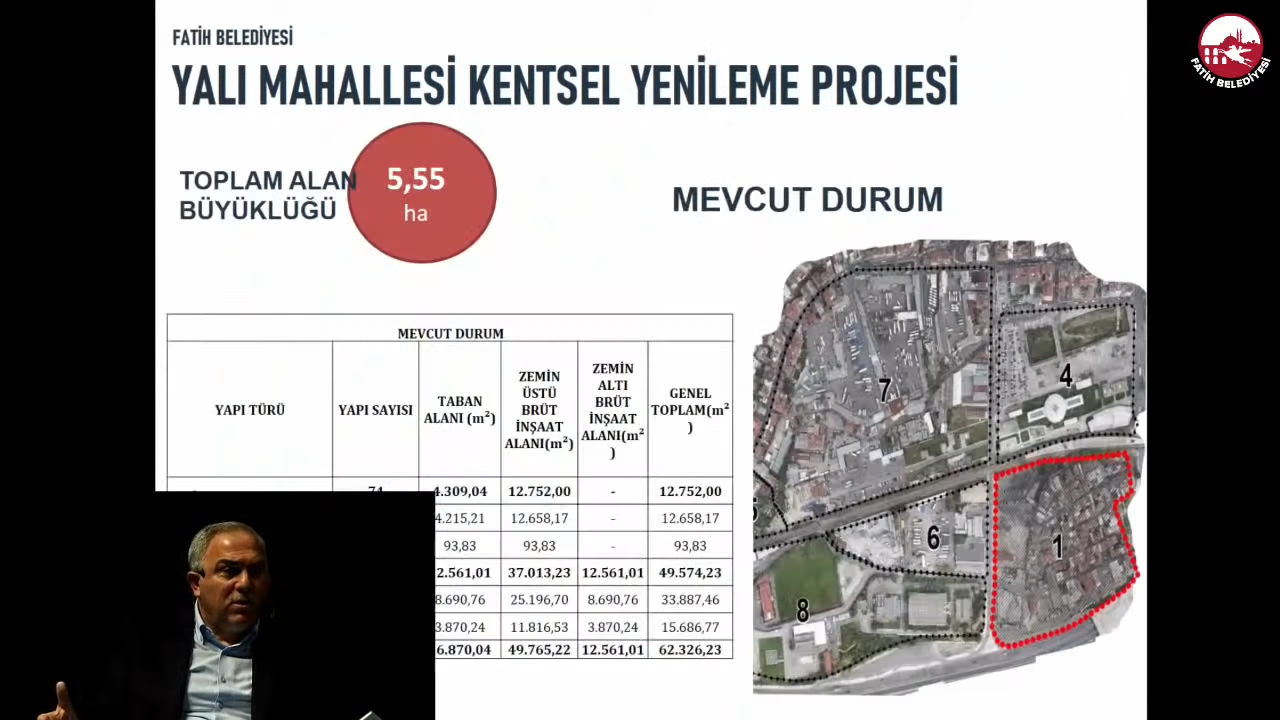 FATİH BELEDİYESİ
FATİH BELEDİYESİ
YALI MAHALLESİ KENTSEL YENİLEME PROJESİ
TOPLAM ALAN
BÜYÜKLÜĞÜ
5,55
ha
MEVCUT DURUM
MEVCUT DURUM
YAPI TÜRÜ
YAPI SAYISI
TABAN
ALANI (m²)
ZEMİN
ÜSTÜ
BRÜT
İNŞAAT
ALANI(m²)
ZEMİN
ALTI
BRÜT
İNŞAAT
ALANI(m²
)
GENEL
TOPLAM(m²
)
74 4.309,04 12.752,00 - 12.752,00
4.215,21 12.658,17 - 12.658,17
93,83 93,83 - 93,83
2.561,01 37.013,23 12.561,01 49.574,23
8.690,76 25.196,70 8.690,76 33.887,46
3.870,24 11.816,53 3.870,24 15.686,77
6.870,04 49.765,22 12.561,01 62.326,23
7
4
6
1
8